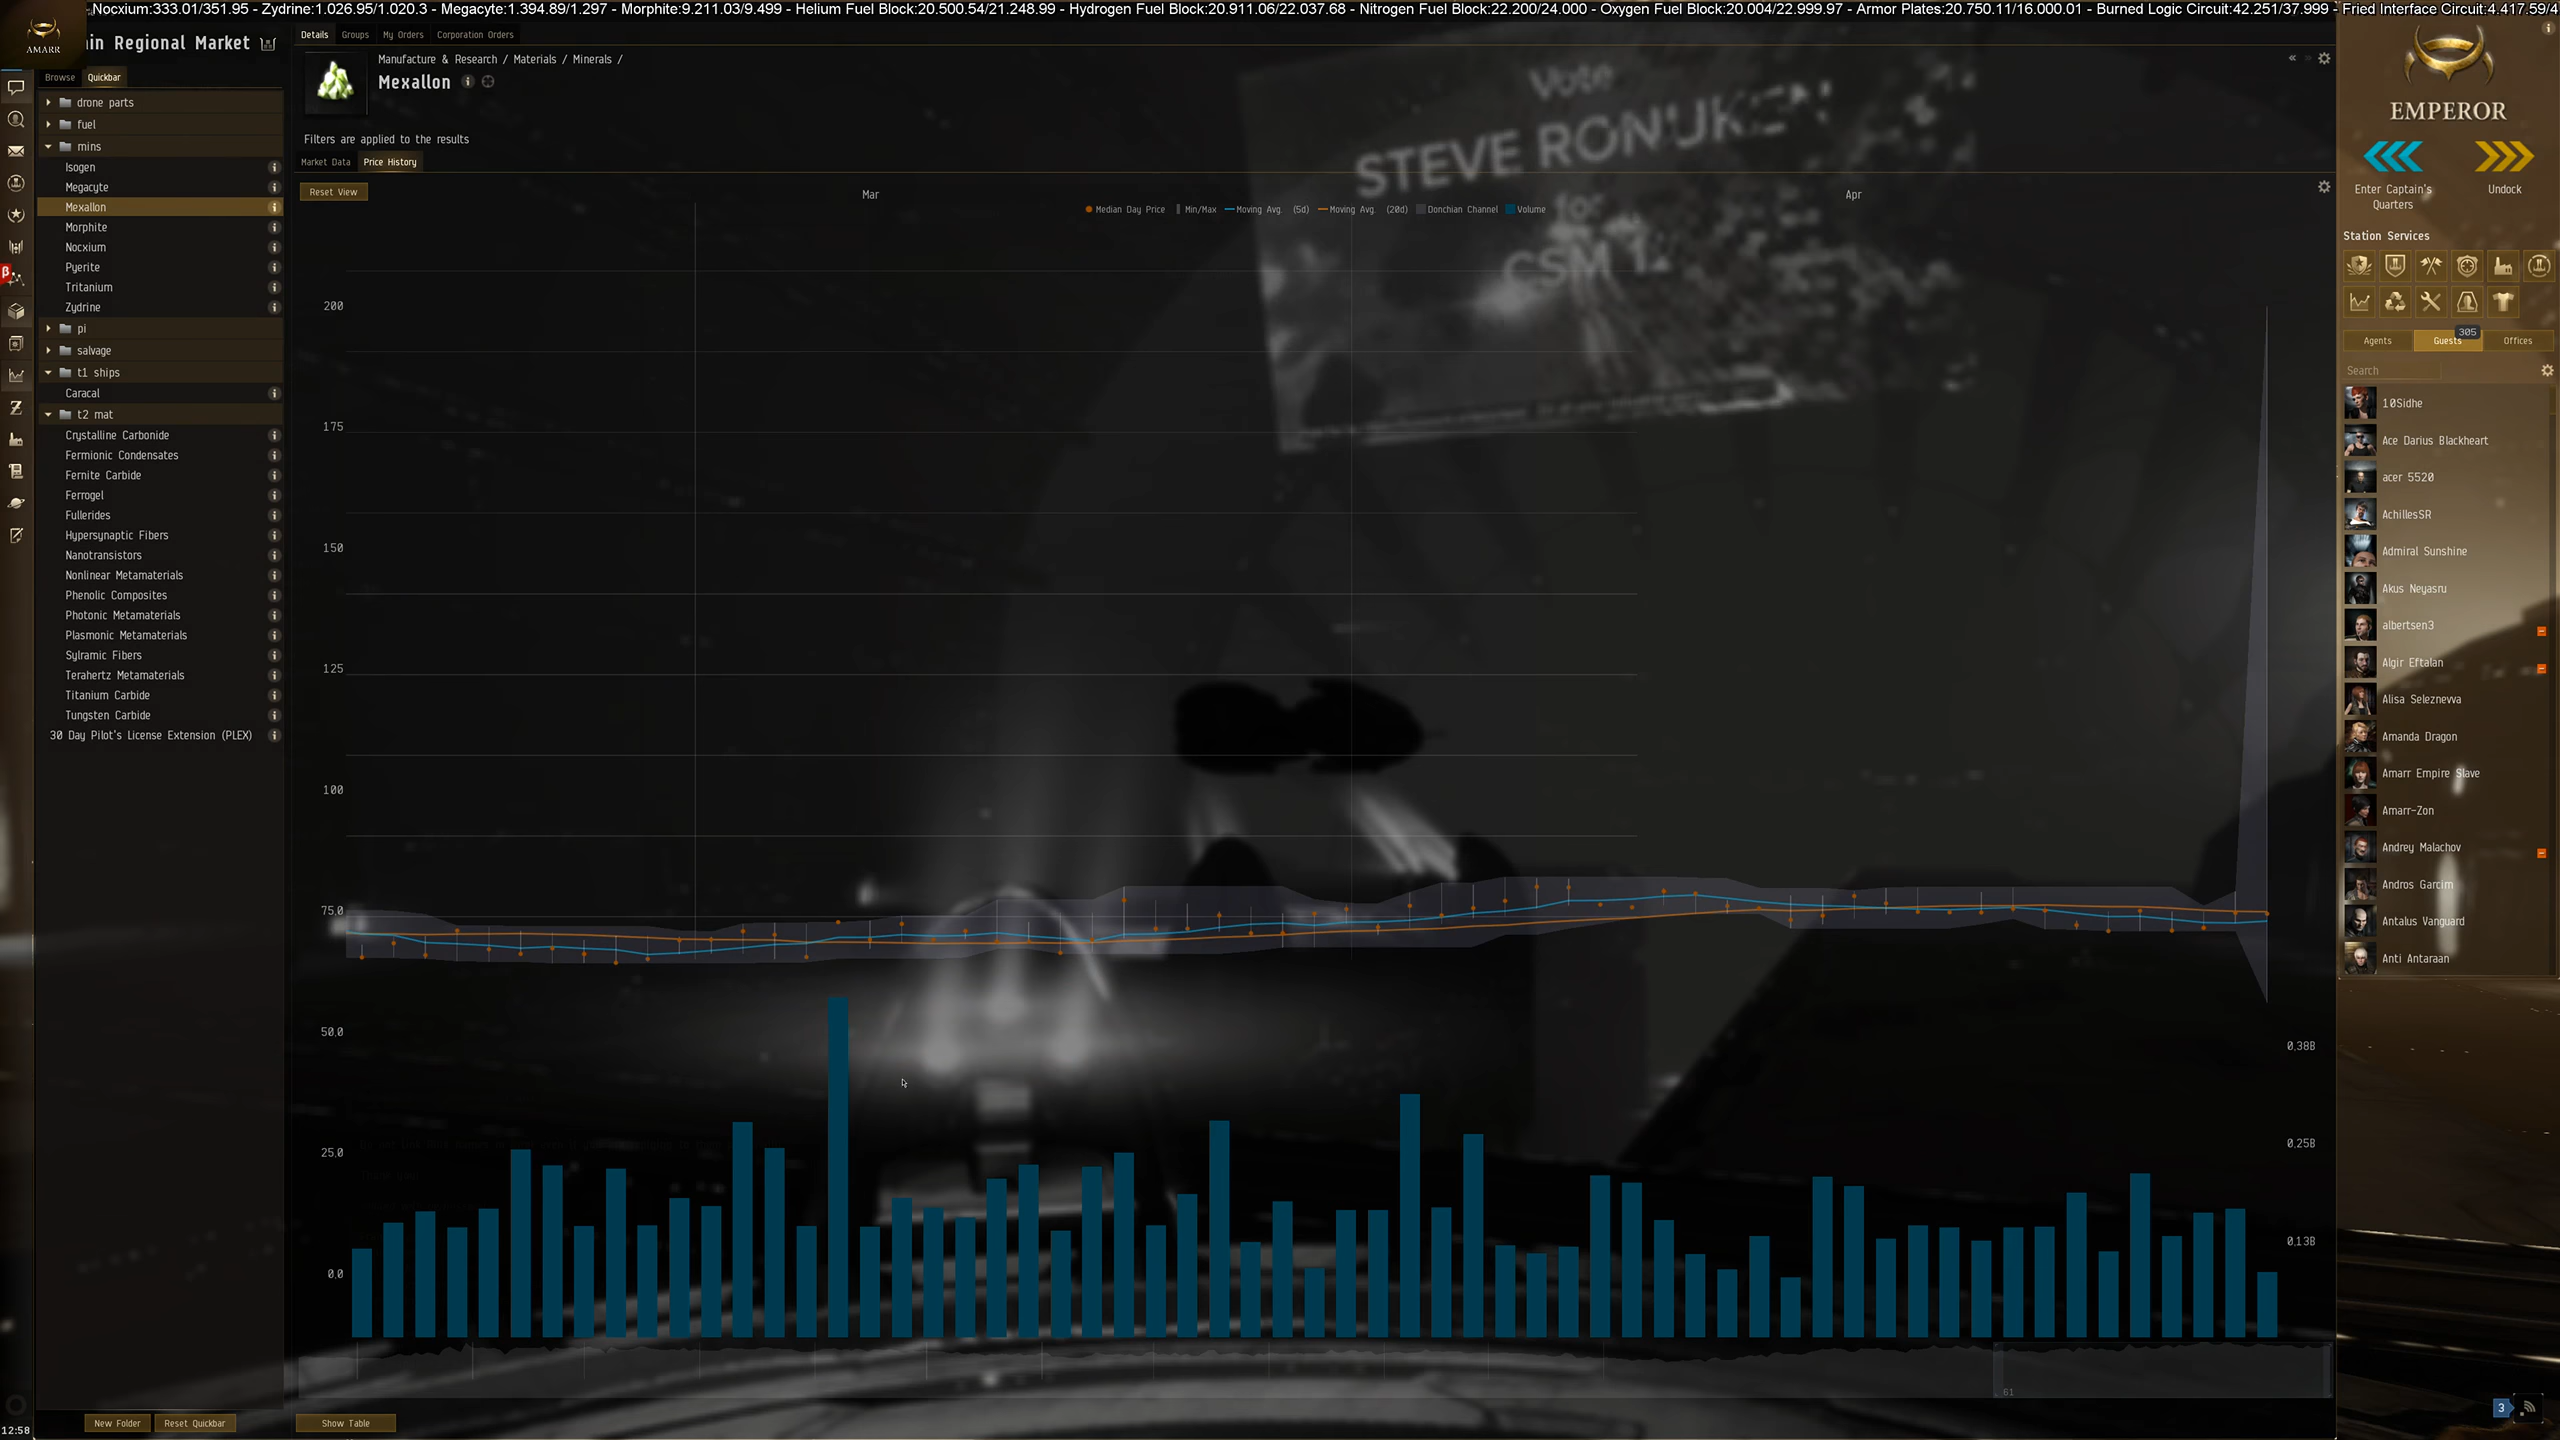 Nocxium:333.01/351.95 - Zydrine:1.026.95/1.020.3 - Megacyte:1.394.89/1.297 - Morphite:9.211.03/9.499 - Helium Fuel Block:20.500.54/21.248.99 - Hydrogen Fuel Block:20.911.06/22.037.68 - Nitrogen Fuel Block:22.200/24.000 - Oxygen Fuel Block:20.004/22.999.97 - Armor Plates:20.750.11/16.000.01 - Burned Logic Circuit:42.251/37.999 - Fried Interface Circuit:4.417.59/4
AMARR
in Regional Market
Browse Quickbar
drone parts
fuel
mins
Isogen
Megacyte
Mexallon
Morphite
Nocxium
Pyerite
Tritanium
Zydrine
pi
salvage
t1 ships
Caracal
t2 mat
Crystalline Carbonide
Fermionic Condensates
Fernite Carbide
Ferrogel
Fullerides
Hypersynaptic Fibers
Nanotransistors
Nonlinear Metamaterials
Phenolic Composites
Photonic Metamaterials
Plasmonic Metamaterials
Sylramic Fibers
Terahertz Metamaterials
Titanium Carbide
Tungsten Carbide
30 Day Pilot's License Extension (PLEX)
New Folder Reset Quickbar
12:58
β
Details Groups My Orders Corporation Orders
Manufacture & Research / Materials / Minerals /
Mexallon
Filters are applied to the results
Market Data Price History
Reset View
Mar Apr
Median Day Price Min/Max Moving Avg. (5d) Moving Avg. (20d) Donchian Channel Volume
Vote
STEVE RONUKEN
for
CSM
200
175
150
125
100
75,0
50,0
25,0
0,0
0,38B
0,25B
0,13B
61
Show Table
EMPEROR
Enter Captain's Quarters
Undock
Station Services
305
Agents Guests Offices
Search
10Sidhe
Ace Darius Blackheart
acer 5520
AchillesSR
Admiral Sunshine
Akus Neyasru
albertsen3
Algir Eftalan
Alisa Seleznevva
Amanda Dragon
Amarr Empire Slave
Amarr-Zon
Andrey Malachov
Andros Garcim
Antalus Vanguard
Anti Antaraan
3